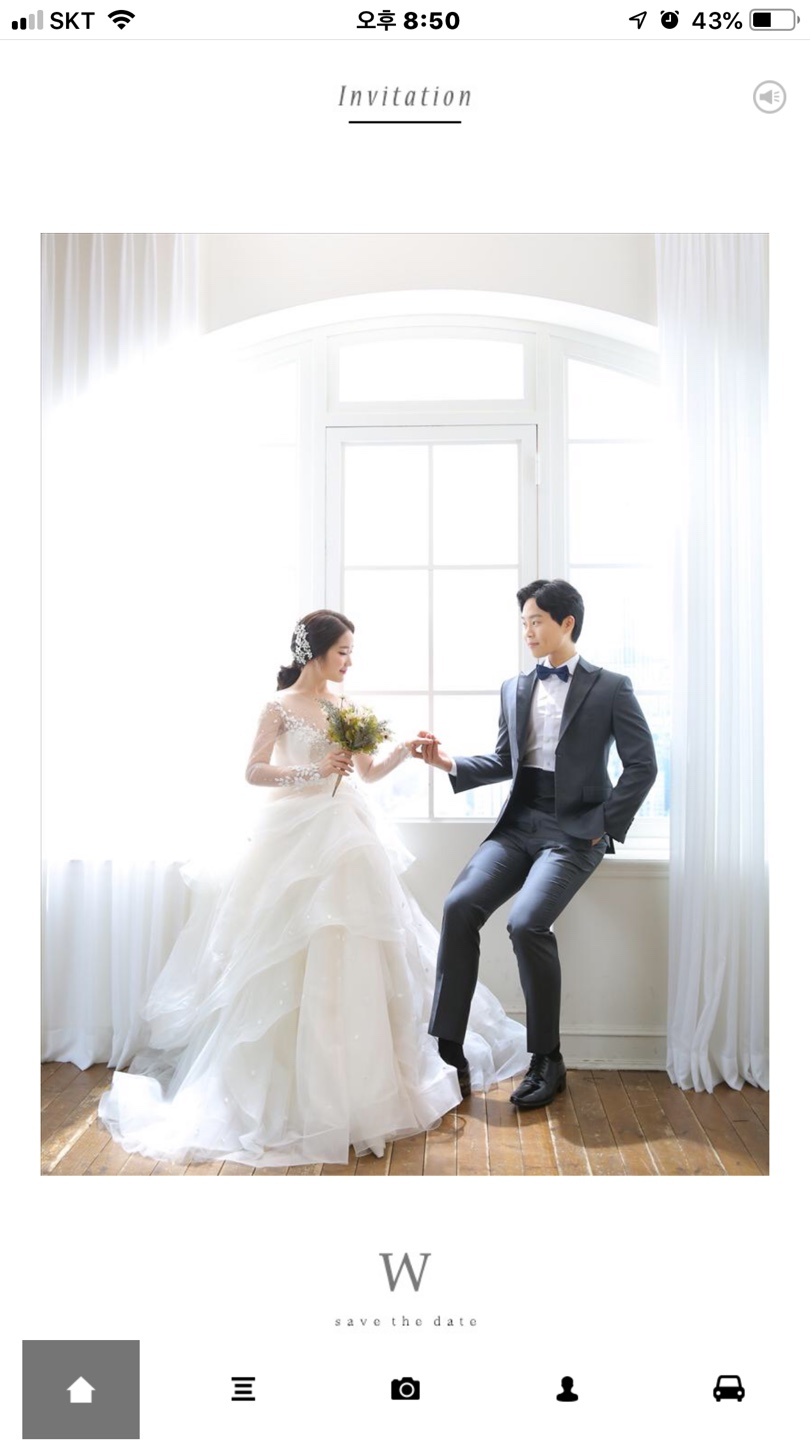 SKT 오후 8:50 43%
Invitation
W
save the date